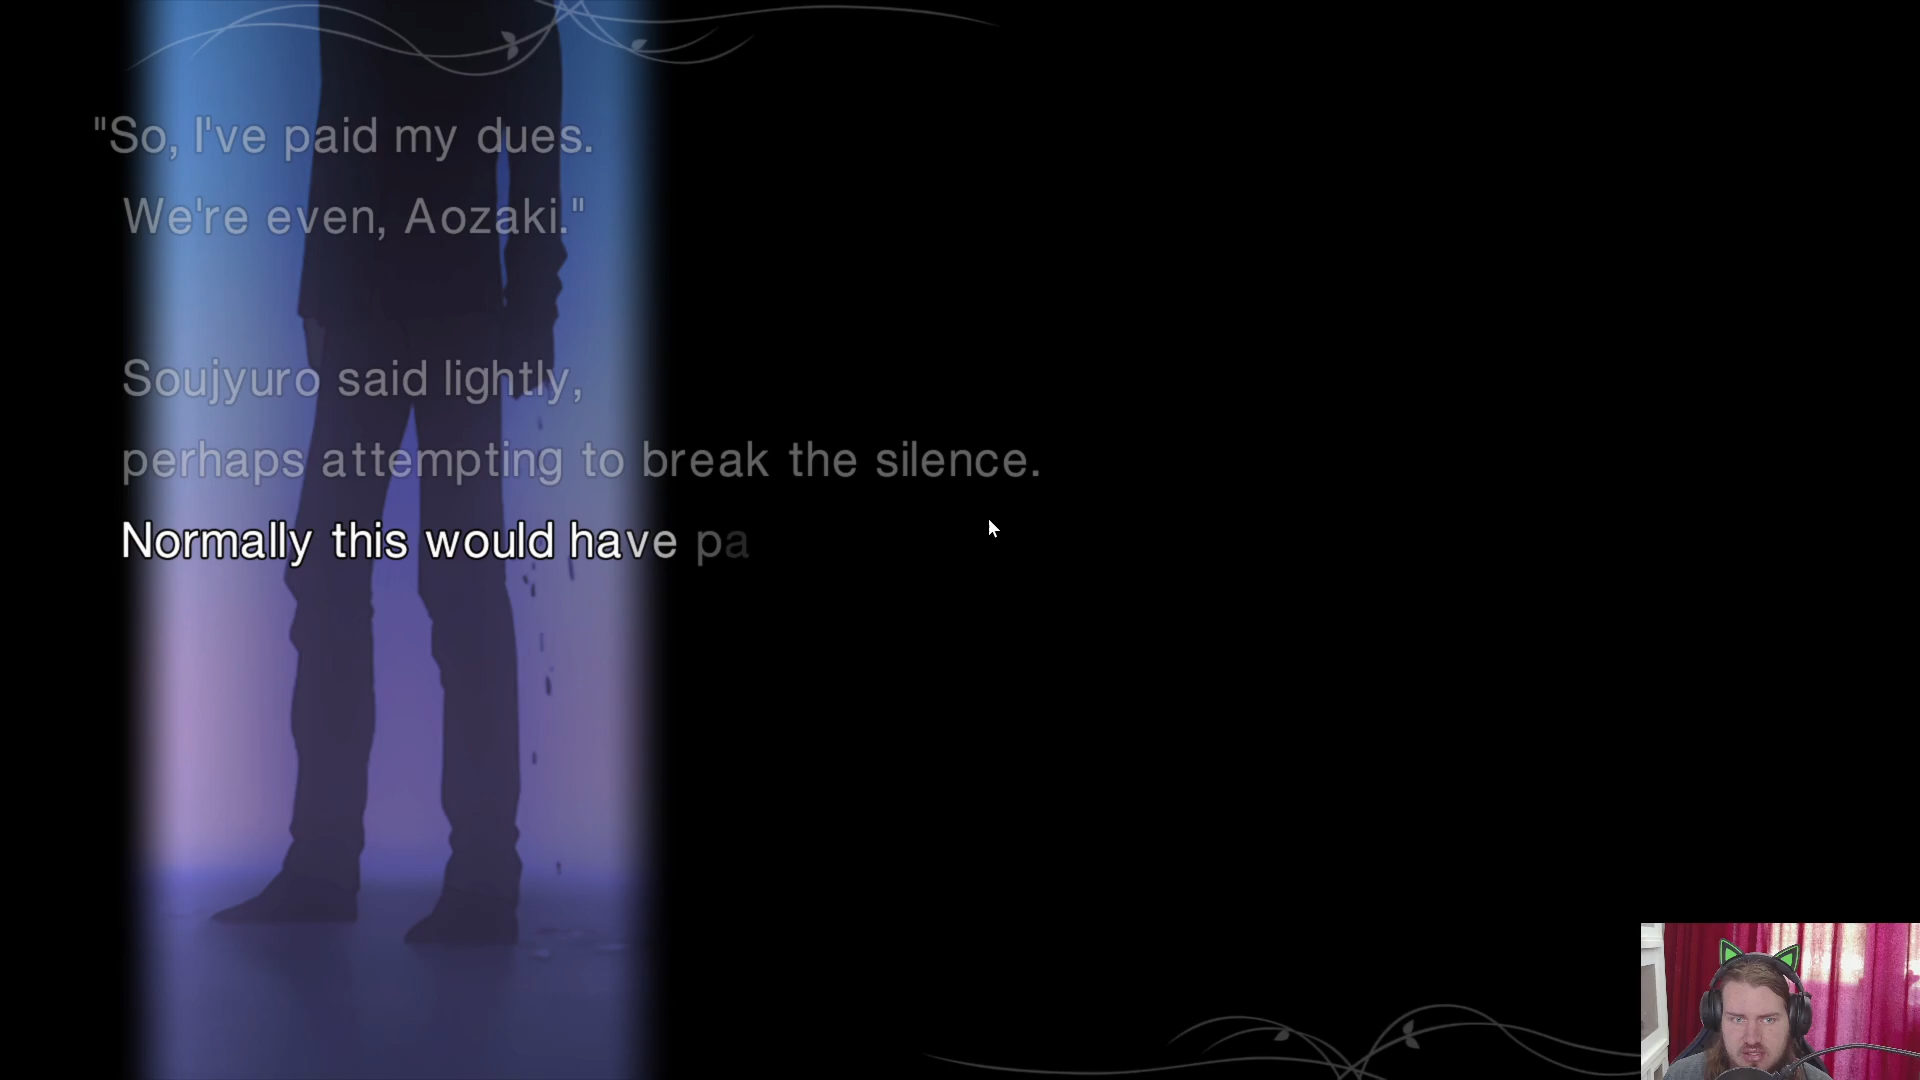 "So, I've paid my dues.
We're even, Aozaki."
Soujyuro said lightly,
perhaps attempting to break the silence.
Normally this would have pa